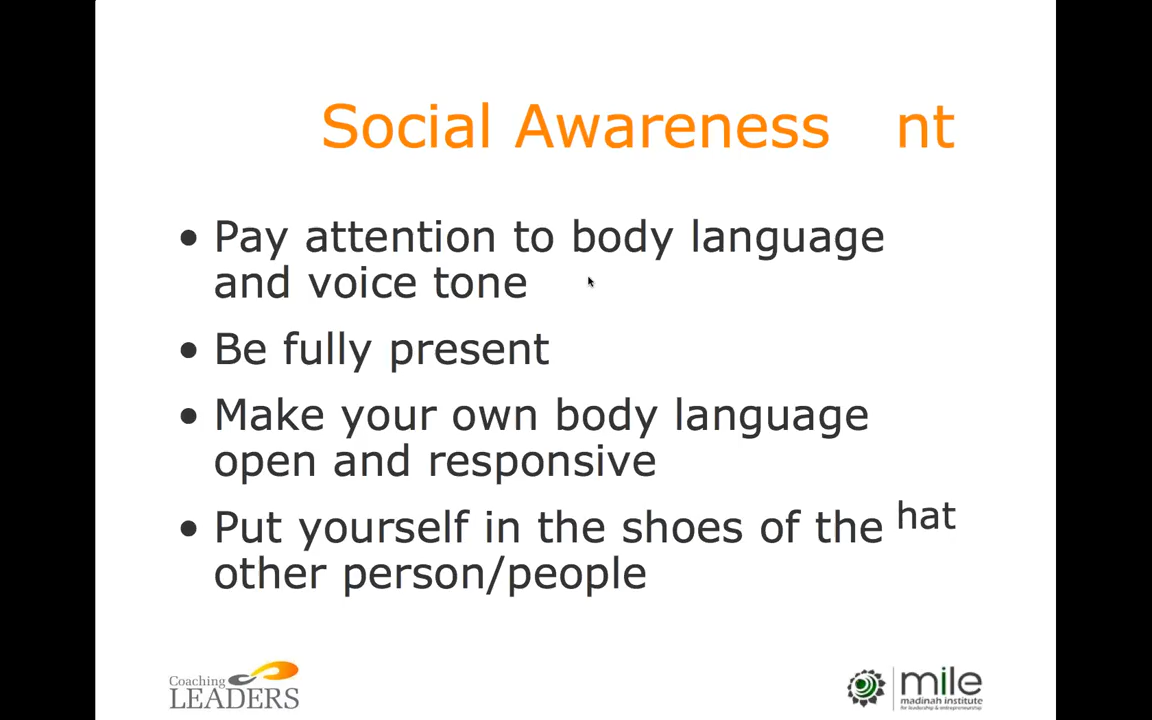 Social Awareness nt
• Pay attention to body language
and voice tone
• Be fully present
• Make your own body language
open and responsive
• Put yourself in the shoes of the hat
other person/people
Coaching
LEADERS
mile
madinah institute
for leadership & entrepreneurship